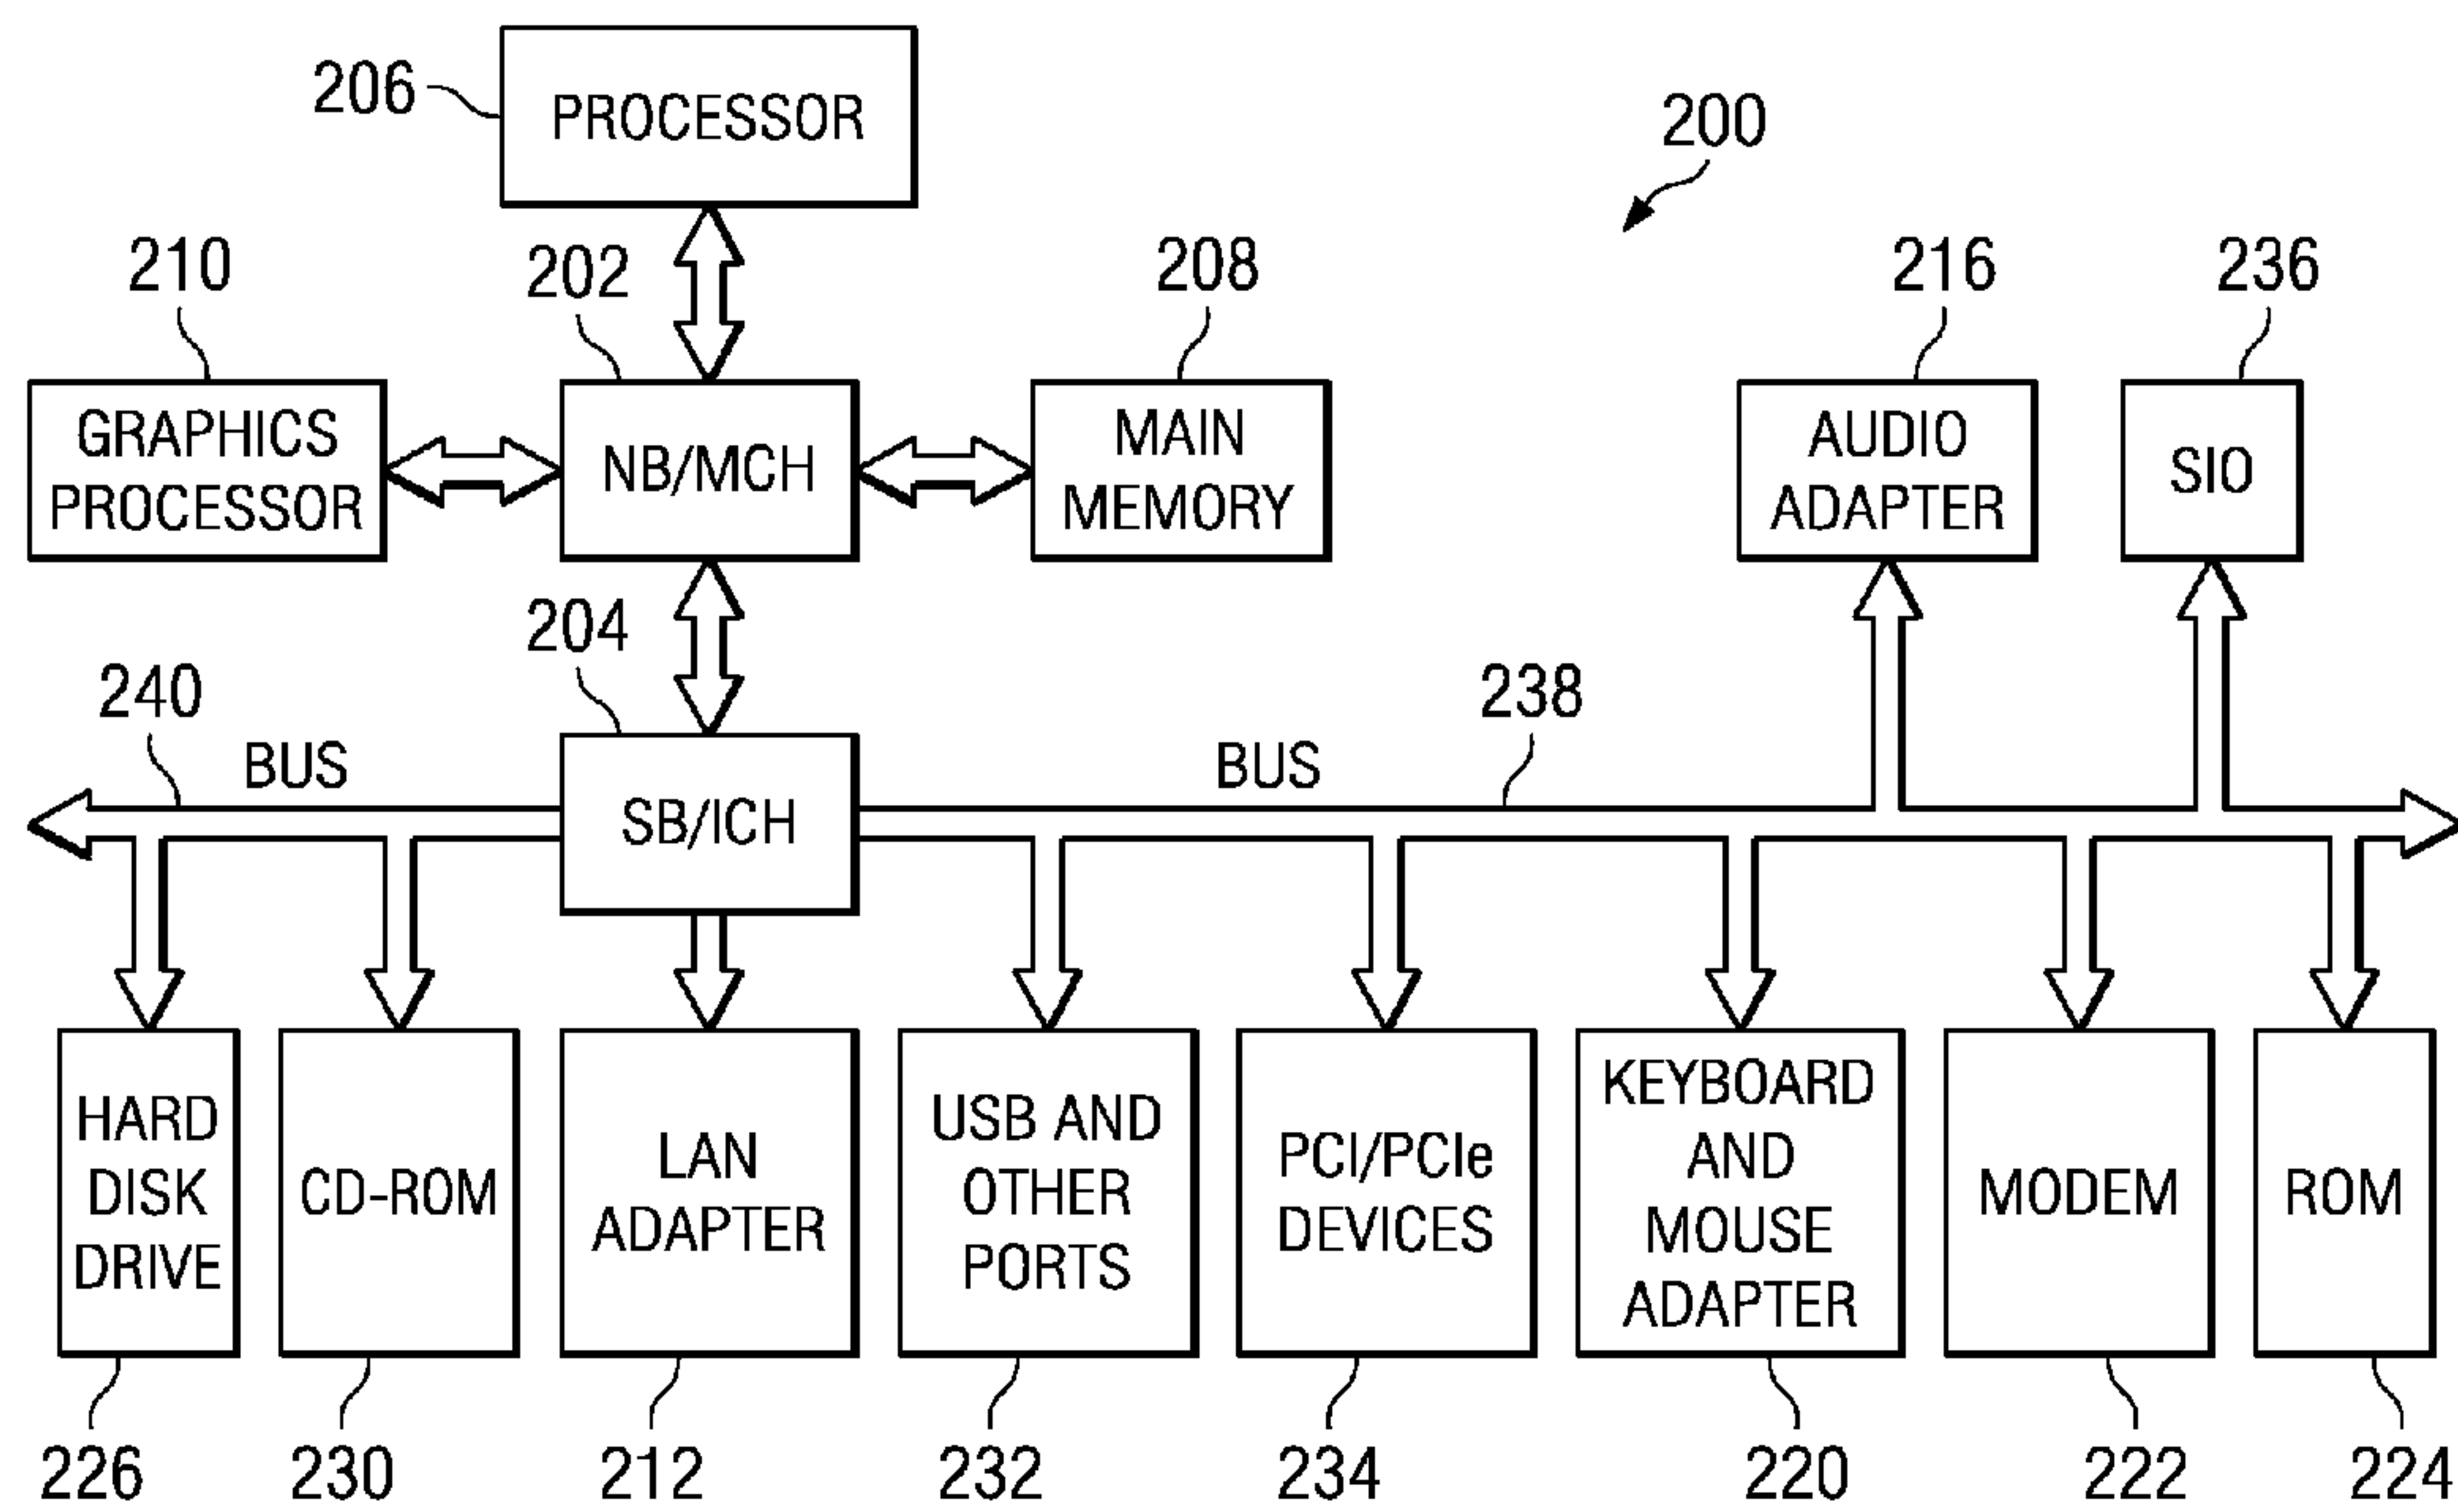 206
PROCESSOR
200
210
202
208
216
236
GRAPHICS
PROCESSOR
NB/MCH
MAIN
MEMORY
AUDIO
ADAPTER
SIO
204
240
BUS
SB/ICH
BUS
238
HARD
DISK
DRIVE
CD-ROM
LAN
ADAPTER
USB AND
OTHER
PORTS
PCI/PCIe
DEVICES
KEYBOARD
AND
MOUSE
ADAPTER
MODEM
ROM
226
230
212
232
234
220
222
224